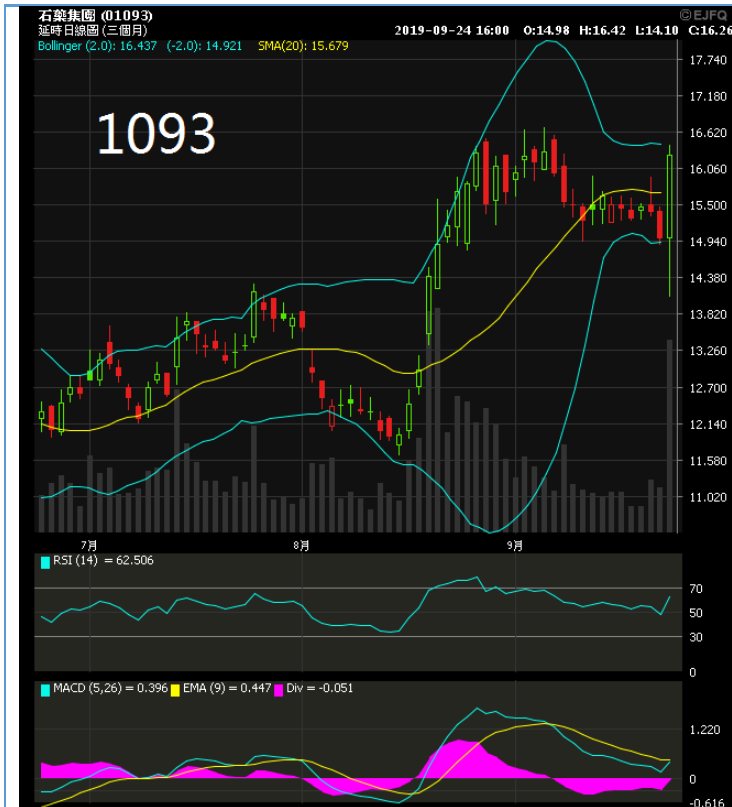 石藥集團 (01093)
©EJFQ
延時日線圖 (三個月)
2019-09-24 16:00 O:14.98 H:16.42 L:14.10 C:16.26
Bollinger (2.0): 16.437 (-2.0): 14.921 SMA(20): 15.679
1093
17.740
17.180
16.620
16.060
15.500
14.940
14.380
13.820
13.260
12.700
12.140
11.580
11.020
7月 8月 9月
RSI (14) = 62.506
70
50
30
0
MACD (5,26) = 0.396 EMA (9) = 0.447 Div = -0.051
1.220
0
-0.616